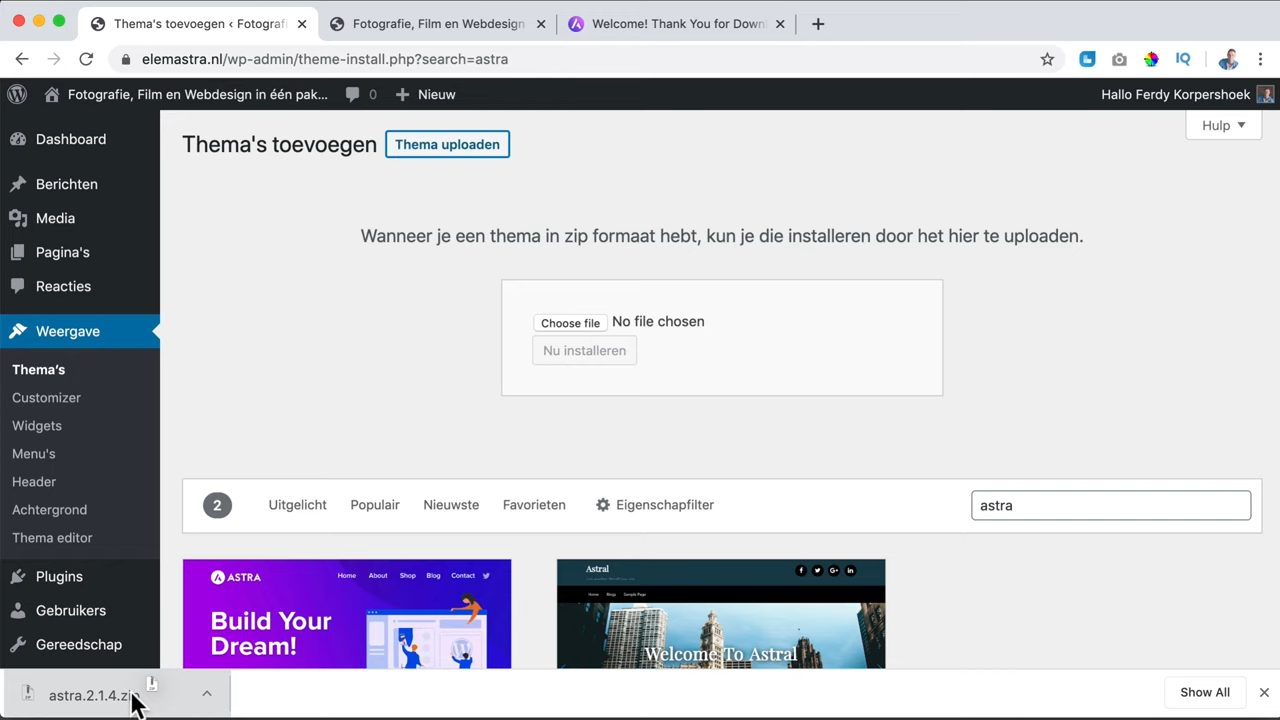 Thema's toevoegen ‹ Fotografi
Fotografie, Film en Webdesign
Welcome! Thank You for Down
elemastra.nl/wp-admin/theme-install.php?search=astra
Fotografie, Film en Webdesign in één pak...
0
Nieuw
Hallo Ferdy Korpershoek
Dashboard
Berichten
Media
Pagina's
Reacties
Weergave
Thema's
Customizer
Widgets
Menu's
Header
Achtergrond
Thema editor
Plugins
Gebruikers
Gereedschap
Thema's toevoegen
Thema uploaden
Hulp
Wanneer je een thema in zip formaat hebt, kun je die installeren door het hier te uploaden.
Choose file No file chosen
Nu installeren
2
Uitgelicht
Populair
Nieuwste
Favorieten
Eigenschapfilter
astra
ASTRA
Home
About
Shop
Blog
Contact
Build Your
Dream!
Astral
Home
Blogs
Sample Page
Welcome To Astral
astra.2.1.4.zip
Show All